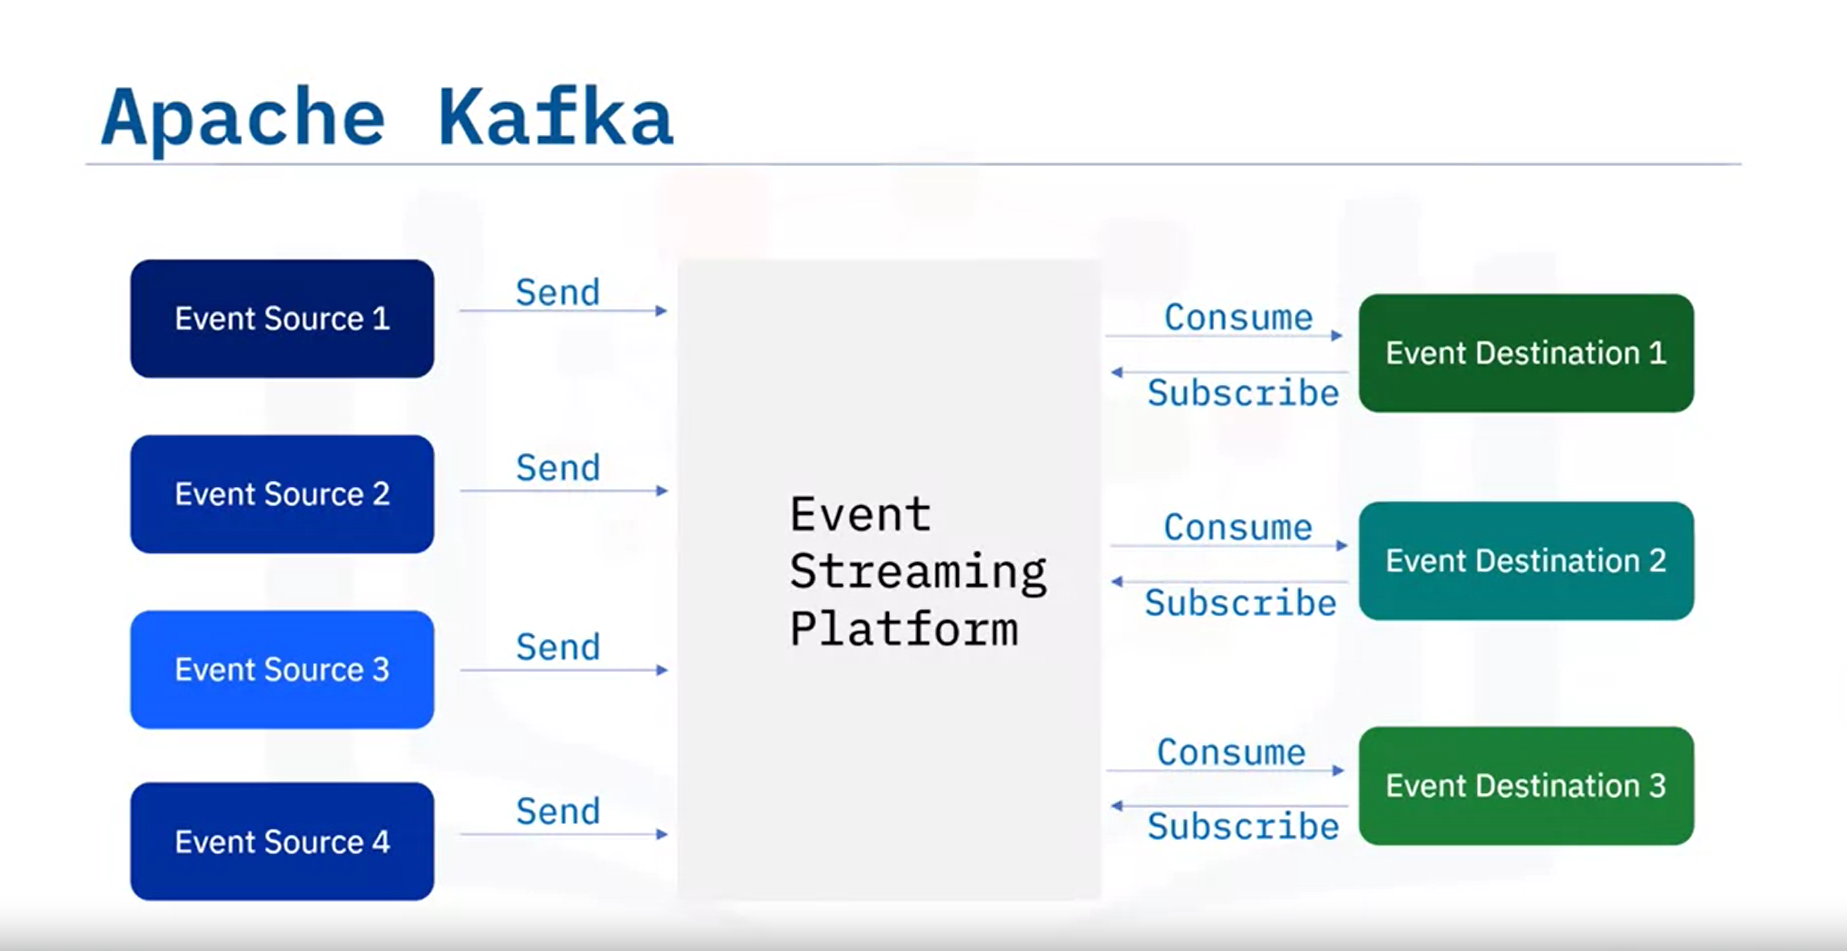 Apache Kafka
Event Source 1
Send
Event Source 2
Send
Event Source 3
Send
Event Source 4
Send
Event
Streaming
Platform
Consume
Subscribe
Event Destination 1
Consume
Subscribe
Event Destination 2
Consume
Subscribe
Event Destination 3